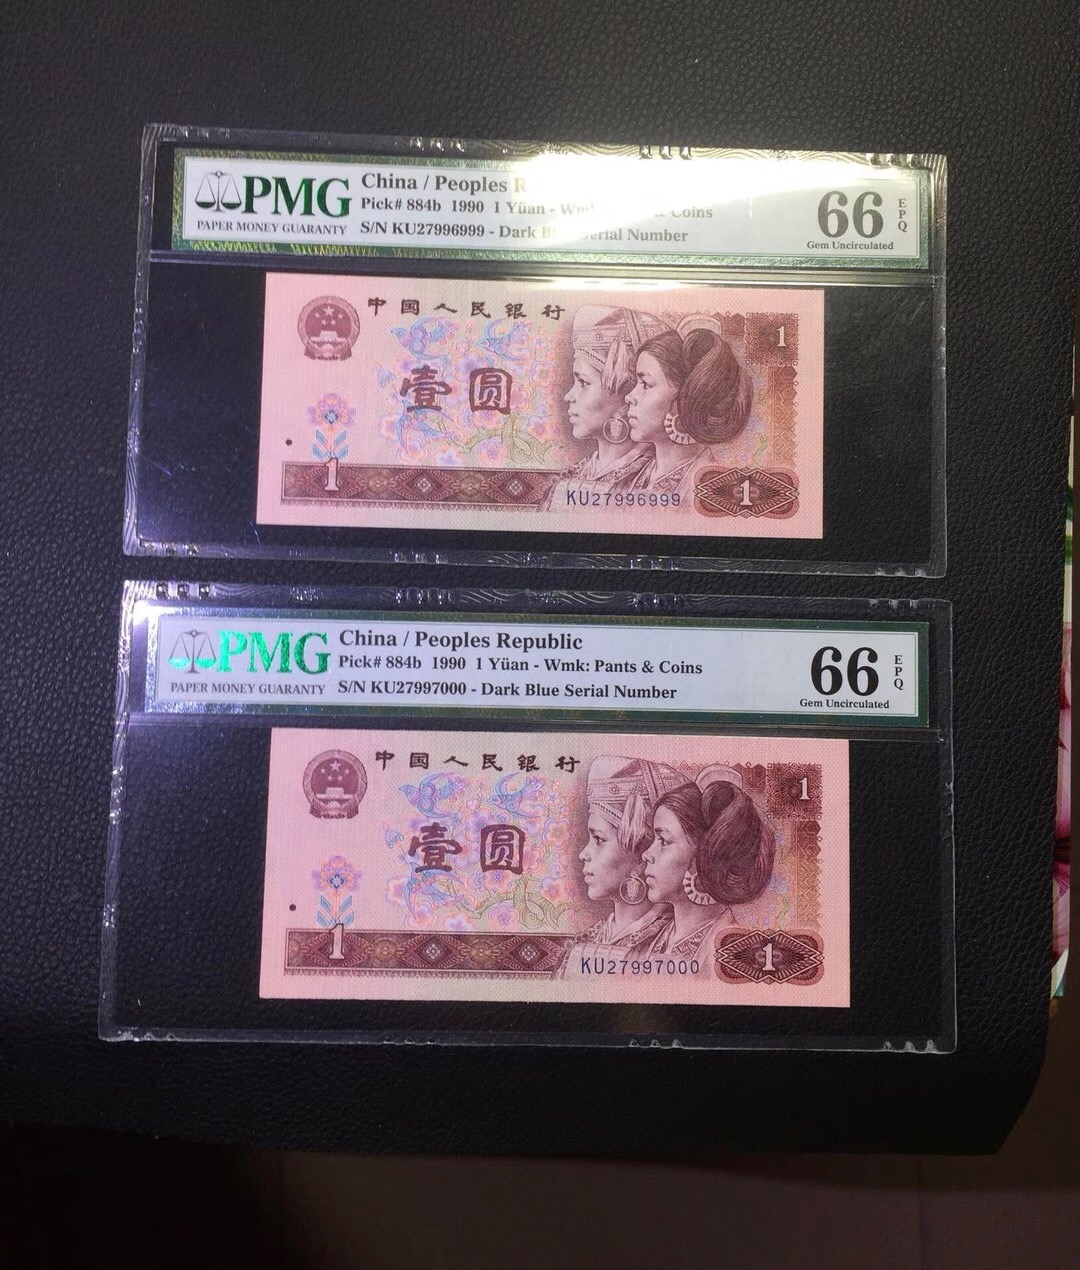 PMG
PAPER MONEY GUARANTY
China / Peoples R
Pick# 884b 1990 1 Yüan - Wm & Coins
S/N KU27996999 - Dark B Serial Number
66
EPQ
Gem Uncirculated
中国人民银行
1
壹圆
1
KU27996999
1
PMG
PAPER MONEY GUARANTY
China / Peoples Republic
Pick# 884b 1990 1 Yüan - Wmk: Pants & Coins
S/N KU27997000 - Dark Blue Serial Number
66
EPQ
Gem Uncirculated
中国人民银行
1
壹圆
1
KU27997000
1